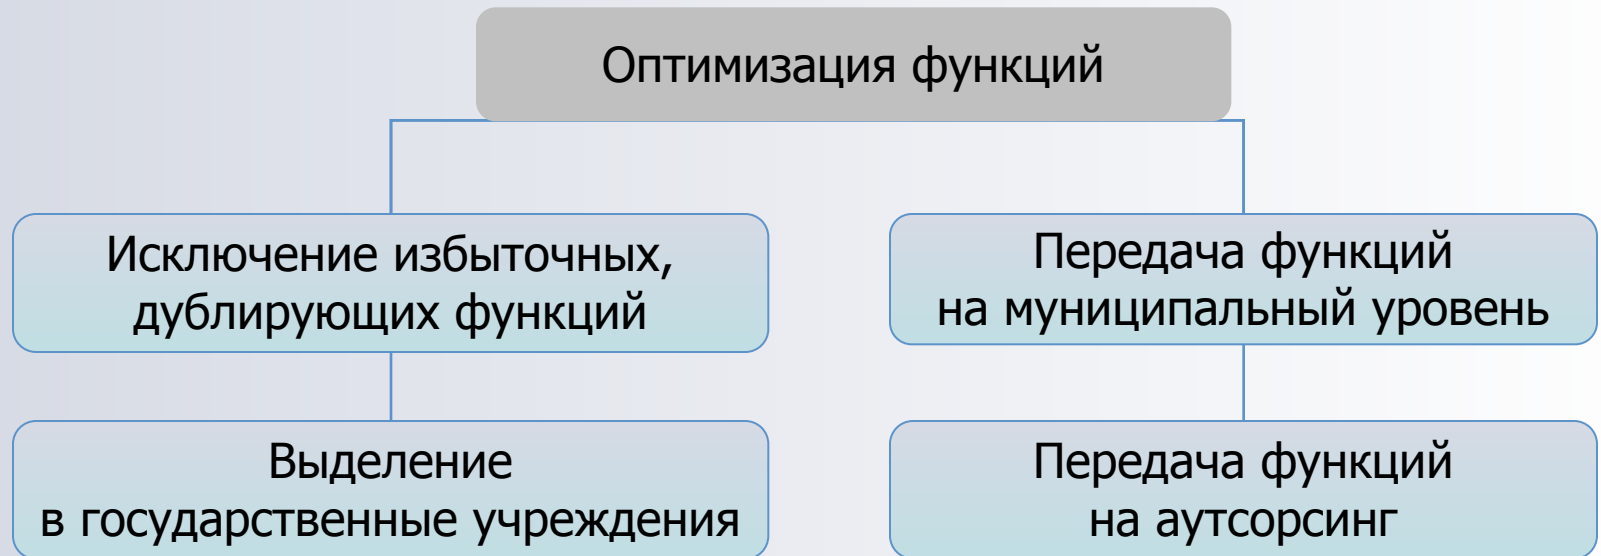 Оптимизация функций
Исключение избыточных,
дублирующих функций
Передача функций
на муниципальный уровень
Выделение
в государственные учреждения
Передача функций
на аутсорсинг